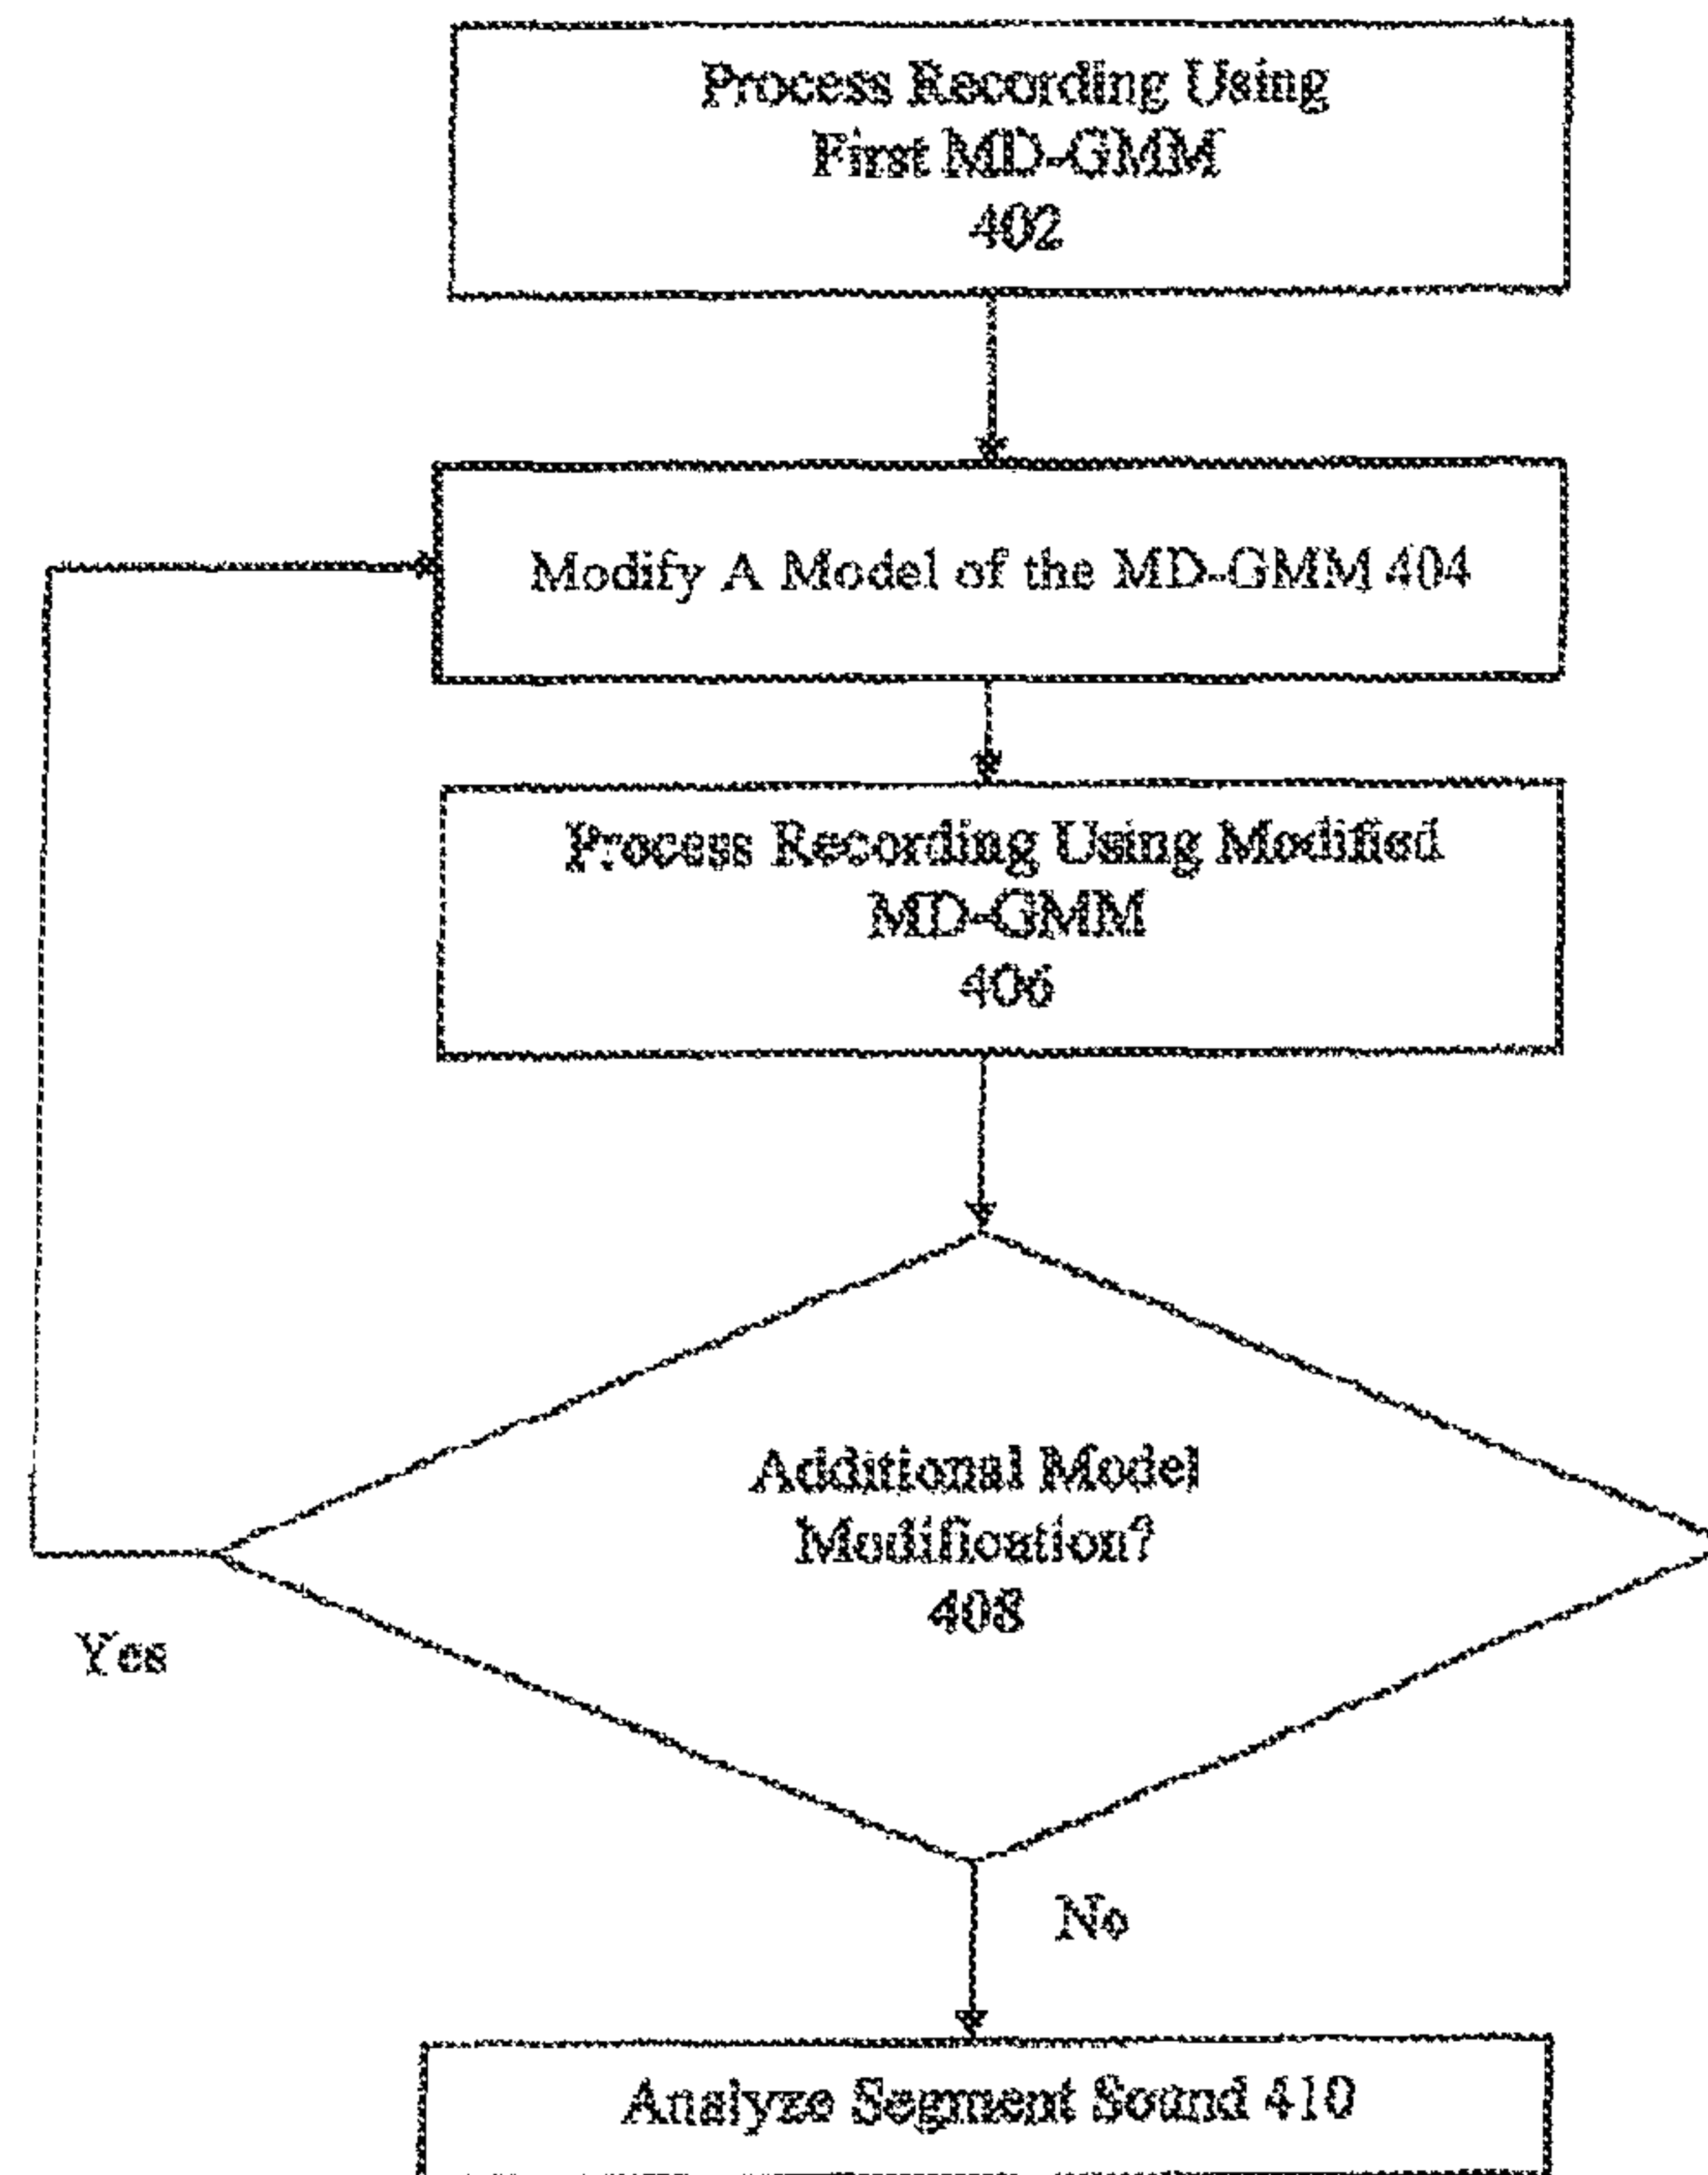 Process Recording Using
First MD-GMM
402
Modify A Model of the MD-GMM 404
Process Recording Using Modified
MD-GMM
406
Additional Model
Modification?
408
Yes
No
Analyze Segment Sound 410